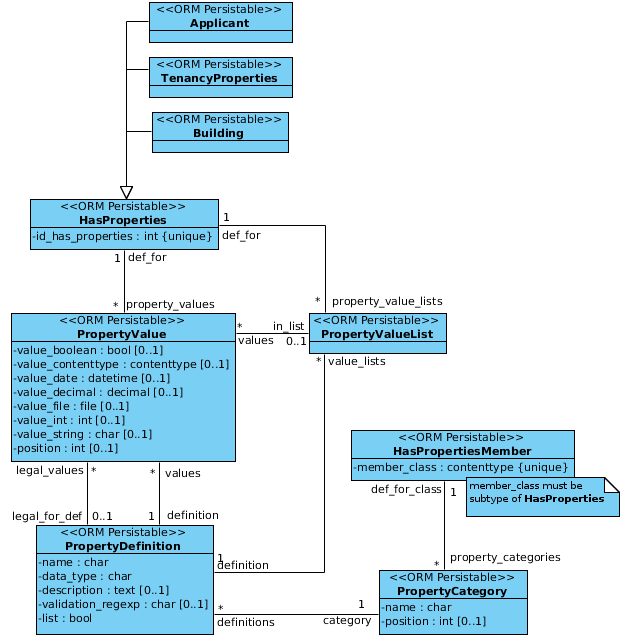 <<ORM Persistable>>
Applicant
<<ORM Persistable>>
TenancyProperties
<<ORM Persistable>>
Building
<<ORM Persistable>>
HasProperties
-id_has_properties : int {unique}
1
def_for
1 def_for
* property_values
* property_value_lists
<<ORM Persistable>>
PropertyValue
-value_boolean : bool [0..1]
-value_contenttype : contenttype [0..1]
-value_date : datetime [0..1]
-value_decimal : decimal [0..1]
-value_file : file [0..1]
-value_int : int [0..1]
-value_string : char [0..1]
-position : int [0..1]
* in_list
values 0..1
<<ORM Persistable>>
PropertyValueList
* value_lists
<<ORM Persistable>>
HasPropertiesMember
-member_class : contenttype {unique}
member_class must be
subtype of HasProperties
legal_values * * values
def_for_class 1
legal_for_def 0..1 1 definition
<<ORM Persistable>>
PropertyDefinition
-name : char
-data_type : char
-description : text [0..1]
-validation_regexp : char [0..1]
-list : bool
1
definition
property_categories
*
<<ORM Persistable>>
PropertyCategory
-name : char
-position : int [0..1]
* 1
definitions category